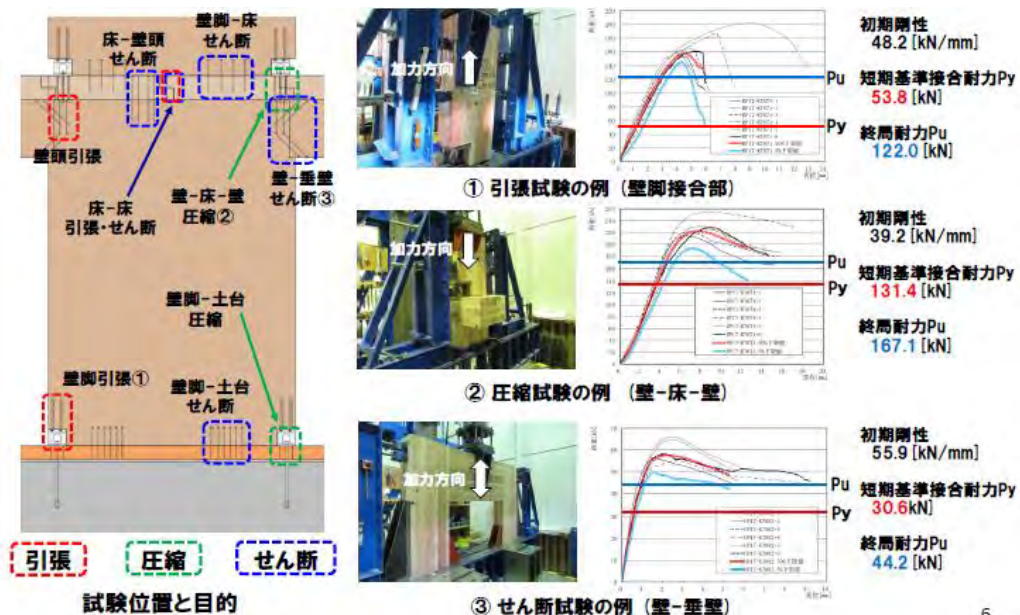 床-壁頭
せん断
壁脚-床
せん断
壁頭引張
床-床
引張・せん断
壁-床-壁
圧縮②
壁-垂壁
せん断③
壁脚-土台
圧縮
壁脚引張①
壁脚-土台
せん断
引張
圧縮
せん断
試験位置と目的
加力方向
Pu
Py
① 引張試験の例 (壁脚接合部)
初期剛性
48.2 [kN/mm]
短期基準接合耐力Py
53.8 [kN]
終局耐力Pu
122.0 [kN]
加力方向
Pu
Py
② 圧縮試験の例 (壁-床-壁)
初期剛性
39.2 [kN/mm]
短期基準接合耐力Py
131.4 [kN]
終局耐力Pu
167.1 [kN]
加力方向
Pu
Py
③ せん断試験の例 (壁-垂壁)
初期剛性
55.9 [kN/mm]
短期基準接合耐力Py
30.6kN]
終局耐力Pu
44.2 [kN]